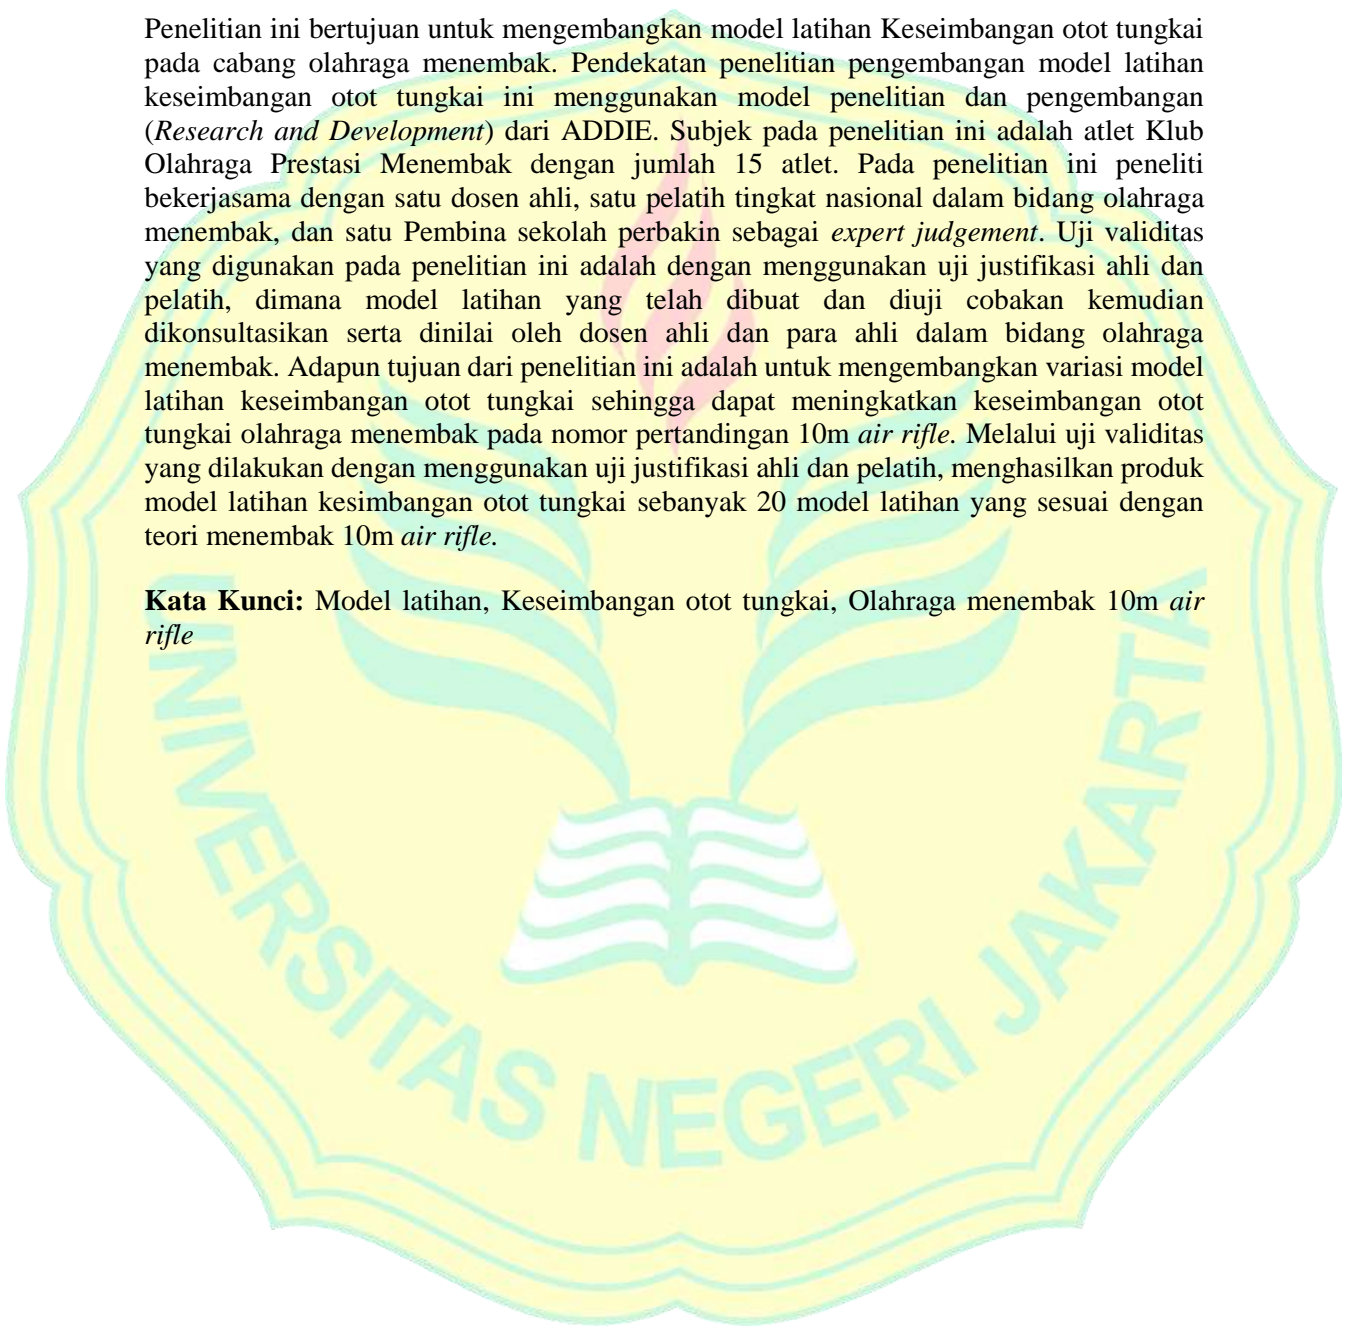 Penelitian ini bertujuan untuk mengembangkan model latihan Keseimbangan otot tungkai
pada cabang olahraga menembak. Pendekatan penelitian pengembangan model latihan
keseimbangan otot tungkai ini menggunakan model penelitian dan pengembangan
(Research and Development) dari ADDIE. Subjek pada penelitian ini adalah atlet Klub
Olahraga Prestasi Menembak dengan jumlah 15 atlet. Pada penelitian ini peneliti
bekerjasama dengan satu dosen ahli, satu pelatih tingkat nasional dalam bidang olahraga
menembak, dan satu Pembina sekolah perbakin sebagai expert judgement. Uji validitas
yang digunakan pada penelitian ini adalah dengan menggunakan uji justifikasi ahli dan
pelatih, dimana model latihan yang telah dibuat dan diuji cobakan kemudian
dikonsultasikan serta dinilai oleh dosen ahli dan para ahli dalam bidang olahraga
menembak. Adapun tujuan dari penelitian ini adalah untuk mengembangkan variasi model
latihan keseimbangan otot tungkai sehingga dapat meningkatkan keseimbangan otot
tungkai olahraga menembak pada nomor pertandingan 10m air rifle. Melalui uji validitas
yang dilakukan dengan menggunakan uji justifikasi ahli dan pelatih, menghasilkan produk
model latihan kesimbangan otot tungkai sebanyak 20 model latihan yang sesuai dengan
teori menembak 10m air rifle.
Kata Kunci: Model latihan, Keseimbangan otot tungkai, Olahraga menembak 10m air
rifle
UNIVERSITAS NEGERI JAKARTA